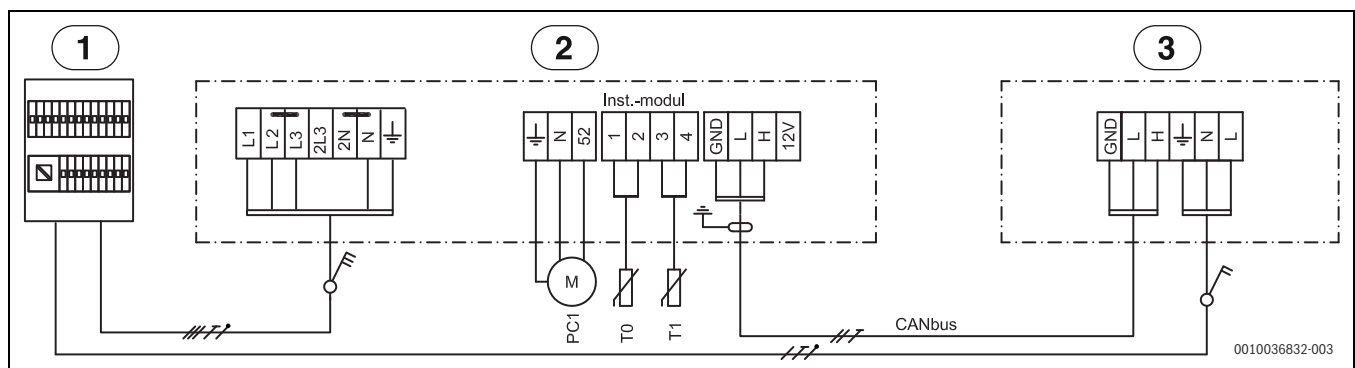 1
2
3
Inst.-modul
L1 L2 L3 2L3 2N N
N 52
1 2 3 4
GND L H 12V
GND L H N L
M
PC1
T0
T1
CANbus
0010036832-003